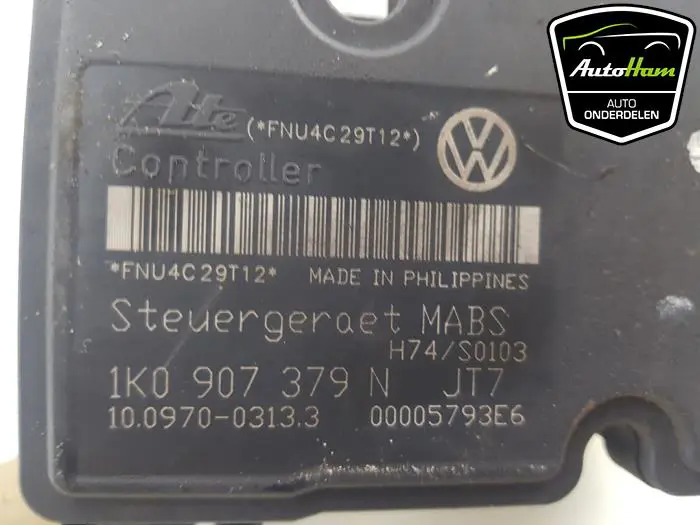 AutoHam
AUTO
ONDERDELEN
Ate (*FNU4C29T12*)
Controller
*FNU4C29T12* MADE IN PHILIPPINES
Steuergeraet MABS
H74/S0103
1K0 907 379 N JT7
10.0970-0313.3 00005793E6